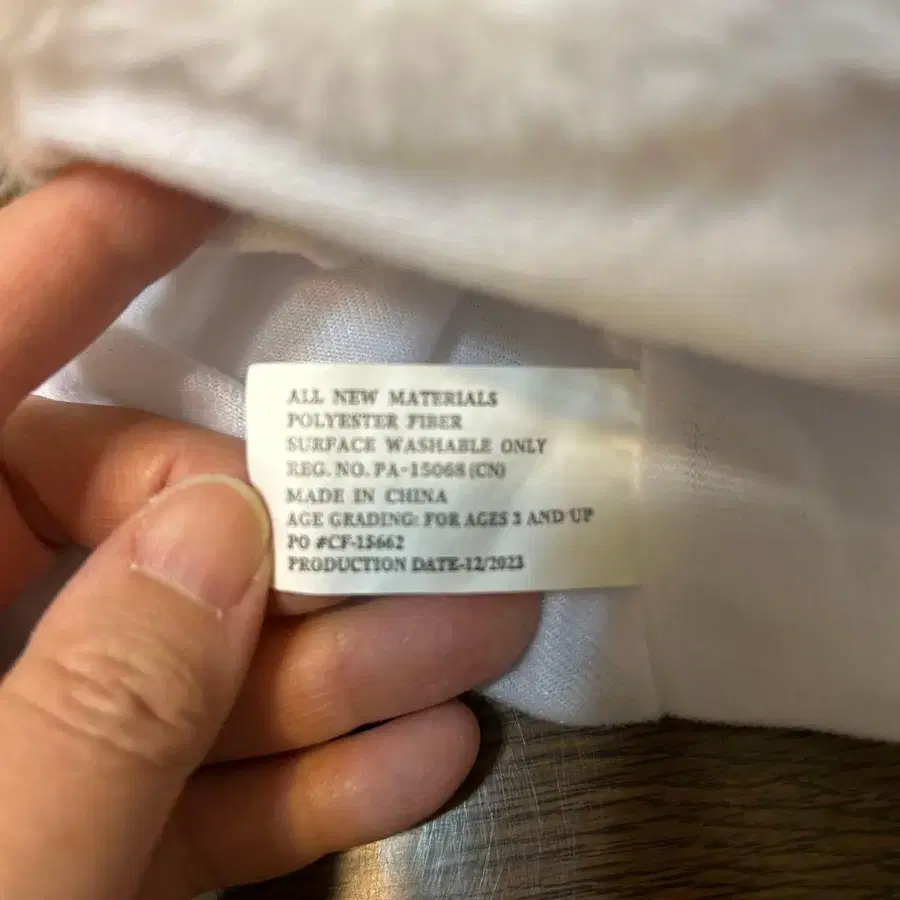 ALL NEW MATERIALS
POLYESTER FIBER
SURFACE WASHABLE ONLY
REG. NO. PA-15068 (CN)
MADE IN CHINA
AGE GRADING: FOR AGES 3 AND UP
PO #CF-15662
PRODUCTION DATE-12/2023